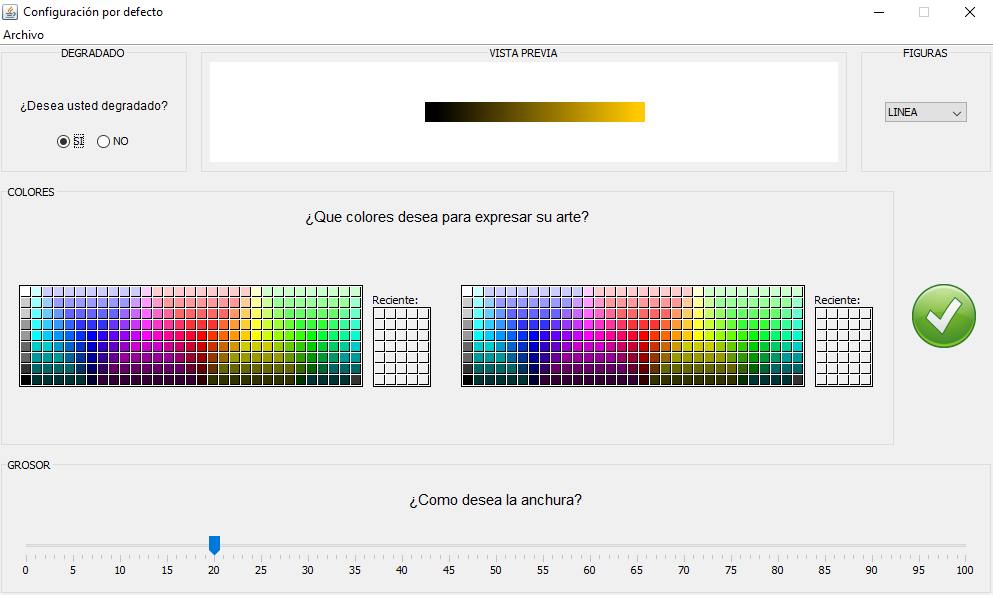 Configuración por defecto
Archivo
DEGRADADO
¿Desea usted degradado?
SI NO
VISTA PREVIA
FIGURAS
LINEA
COLORES
¿Que colores desea para expresar su arte?
Reciente:
Reciente:
GROSOR
¿Como desea la anchura?
0 5 10 15 20 25 30 35 40 45 50 55 60 65 70 75 80 85 90 95 100